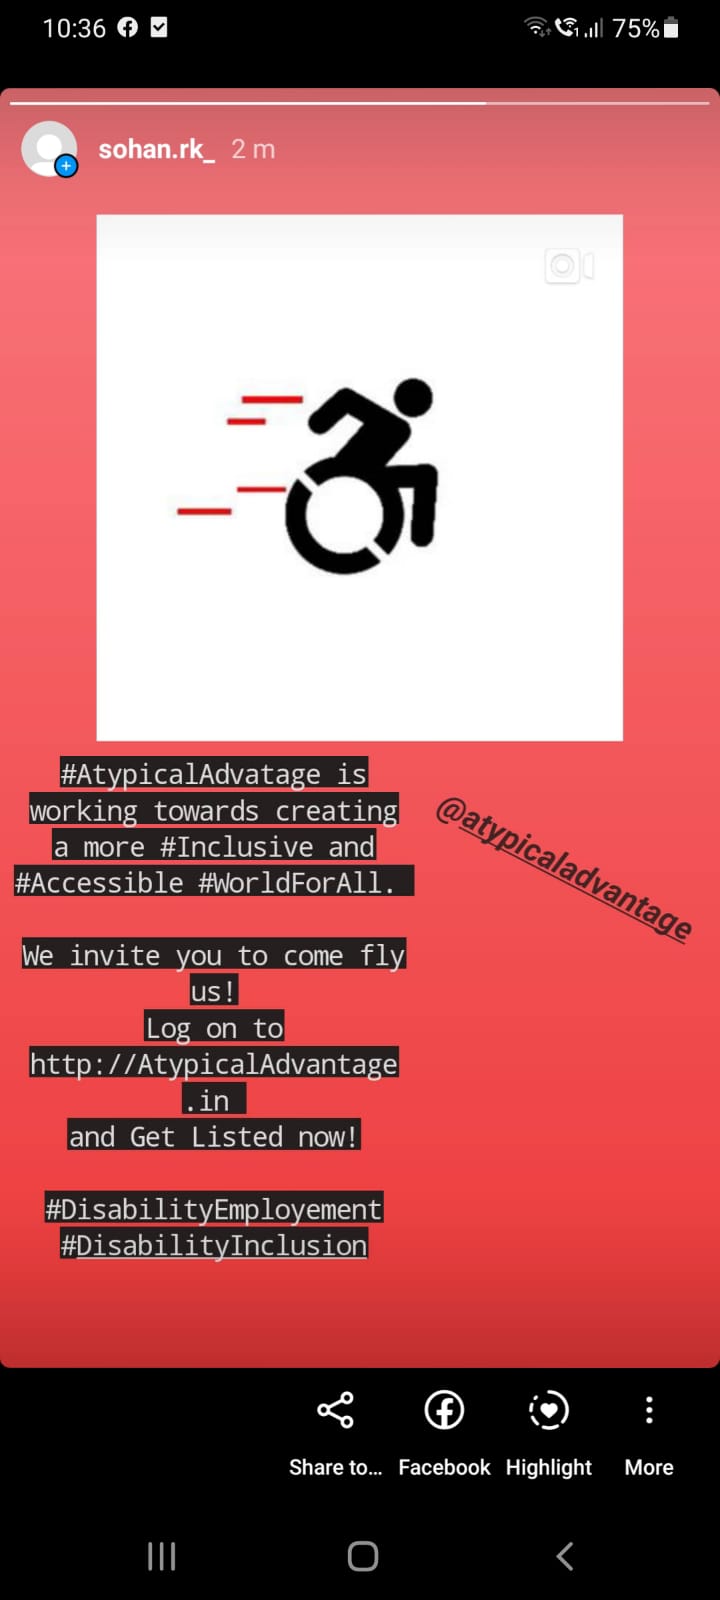 10:36
75%
sohan.rk_ 2 m
#AtypicalAdvatage is
working towards creating
a more #Inclusive and
#Accessible #WorldForAll.
@atypicaladvantage
We invite you to come fly
us!
Log on to
http://AtypicalAdvantage
.in
and Get Listed now!
#DisabilityEmployement
#DisabilityInclusion
Share to... Facebook Highlight More